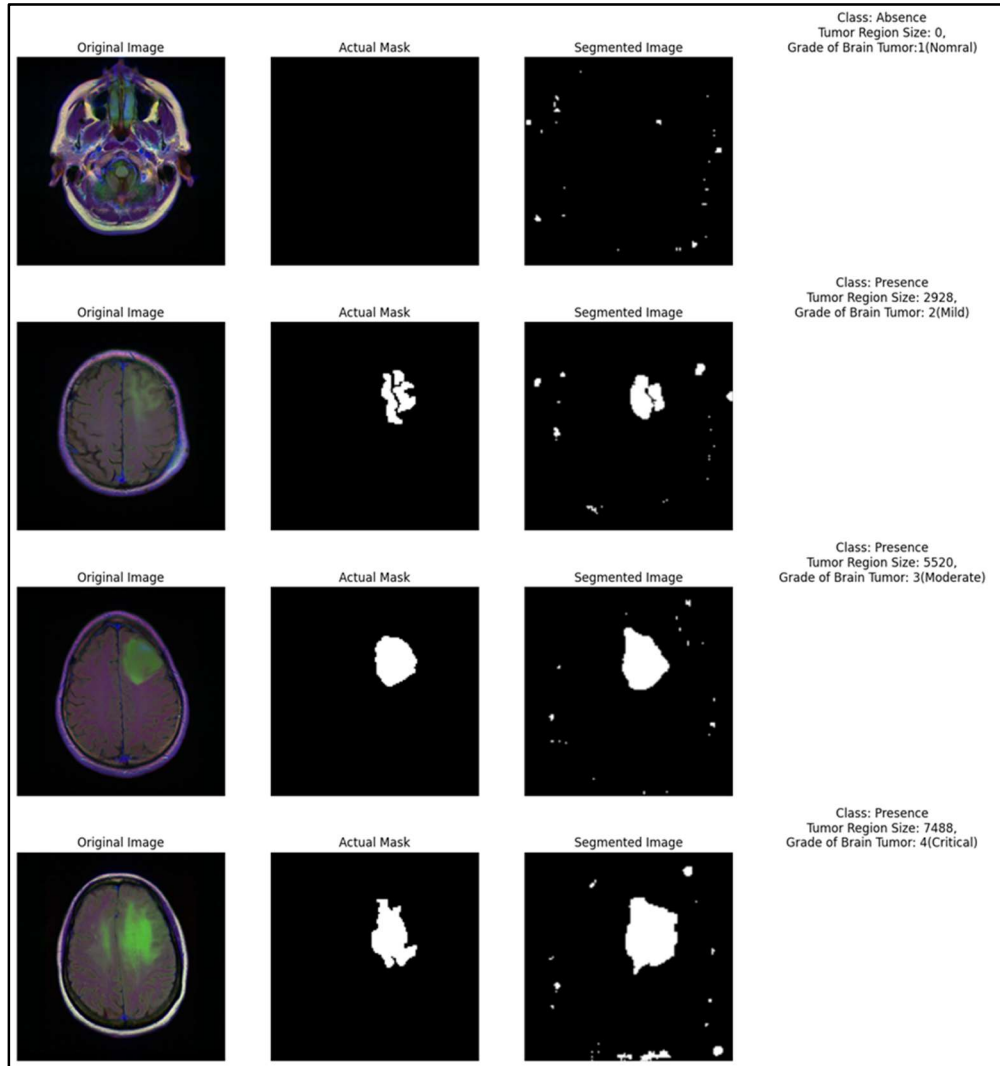 Class: Absence
Tumor Region Size: 0,
Grade of Brain Tumor:1(Nomral)
Original Image
Actual Mask
Segmented Image
Class: Presence
Tumor Region Size: 2928,
Grade of Brain Tumor: 2(Mild)
Original Image
Actual Mask
Segmented Image
Class: Presence
Tumor Region Size: 5520,
Grade of Brain Tumor: 3(Moderate)
Original Image
Actual Mask
Segmented Image
Class: Presence
Tumor Region Size: 7488,
Grade of Brain Tumor: 4(Critical)
Original Image
Actual Mask
Segmented Image